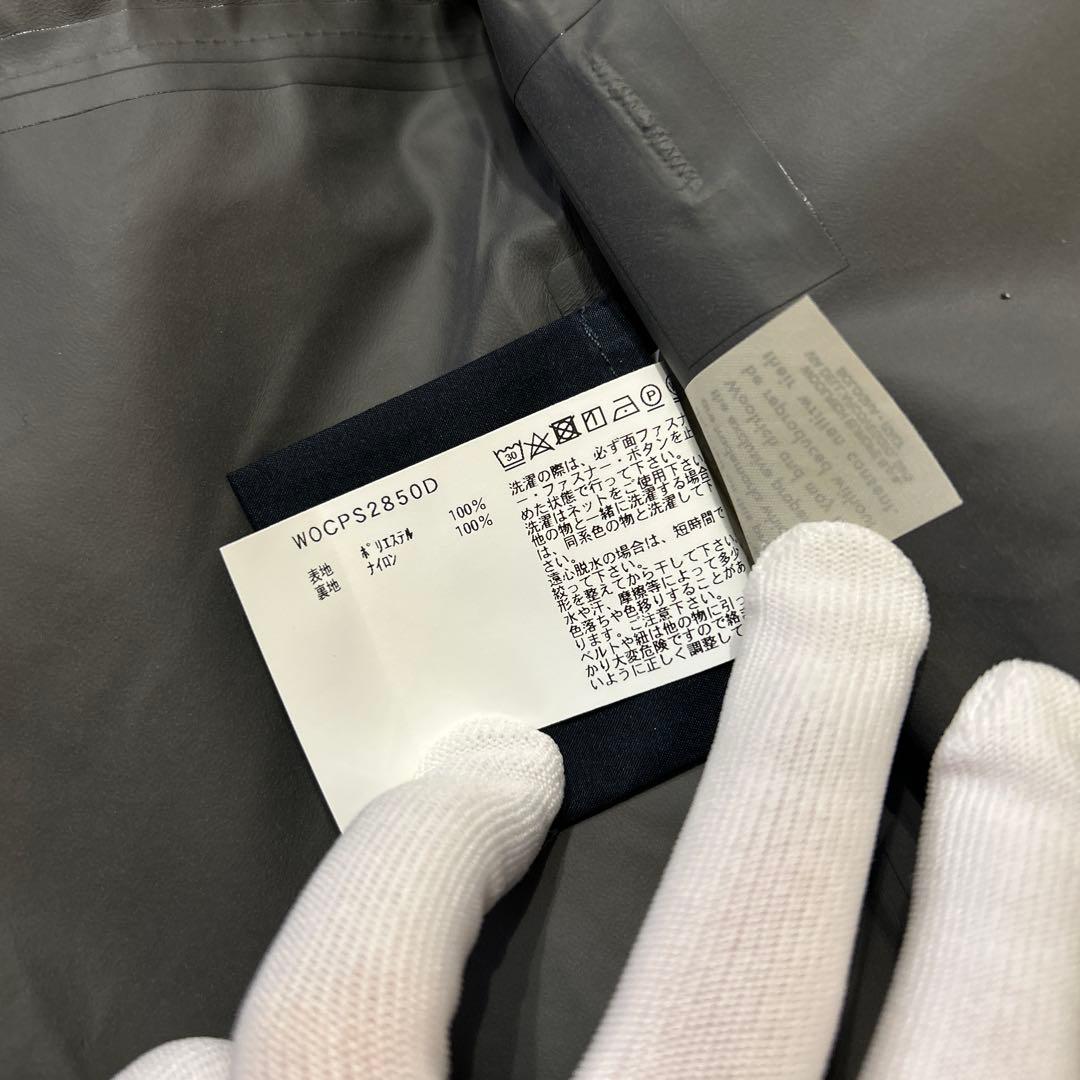 WOCPS2850D
表地 ポリエステル 100%
裏地 ナイロン 100%
30
P
洗濯の際は、必ず面ファスナ
ー・ファスナー・ボタンを止
めた状態で行って下さい。
洗濯はネットをご使用下さい
他の物と一緒に洗濯する場合
は、同系色の物と洗濯して下
さい。
遠心脱水の場合は、短時間で
絞って下さい。
形を整えてから干して下さい
水や汗、摩擦等によって多少
色落ちや色移りすることがあ
ります。ご注意下さい。
ベルトや紐は他の物に引っ
かかり大変危険ですので絡
いように正しく調整して